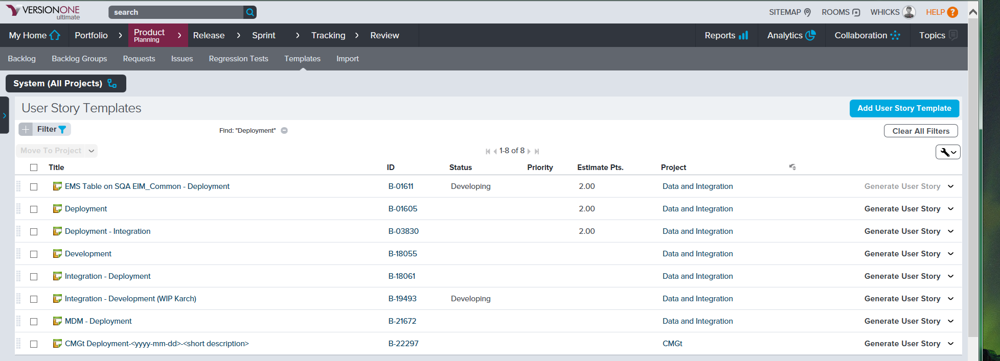 VERSIONONE
ultimate
search
SITEMAP ROOMS WHICKS HELP ?
My Home Portfolio Product Planning Release Sprint Tracking Review Reports Analytics Collaboration Topics
Backlog Backlog Groups Requests Issues Regression Tests Templates Import
System (All Projects)
User Story Templates Add User Story Template
Filter Find: "Deployment" Clear All Filters
Move To Project 1-8 of 8
Title ID Status Priority Estimate Pts. Project
EMS Table on SQA EIM_Common - Deployment B-01611 Developing 2.00 Data and Integration Generate User Story
Deployment B-01605 2.00 Data and Integration Generate User Story
Deployment - Integration B-03830 2.00 Data and Integration Generate User Story
Development B-18055 Data and Integration Generate User Story
Integration - Deployment B-18061 Data and Integration Generate User Story
Integration - Development (WIP Karch) B-19493 Developing Data and Integration Generate User Story
MDM - Deployment B-21672 Data and Integration Generate User Story
CMGt Deployment-<yyyy-mm-dd>-<short description> B-22297 CMGt Generate User Story